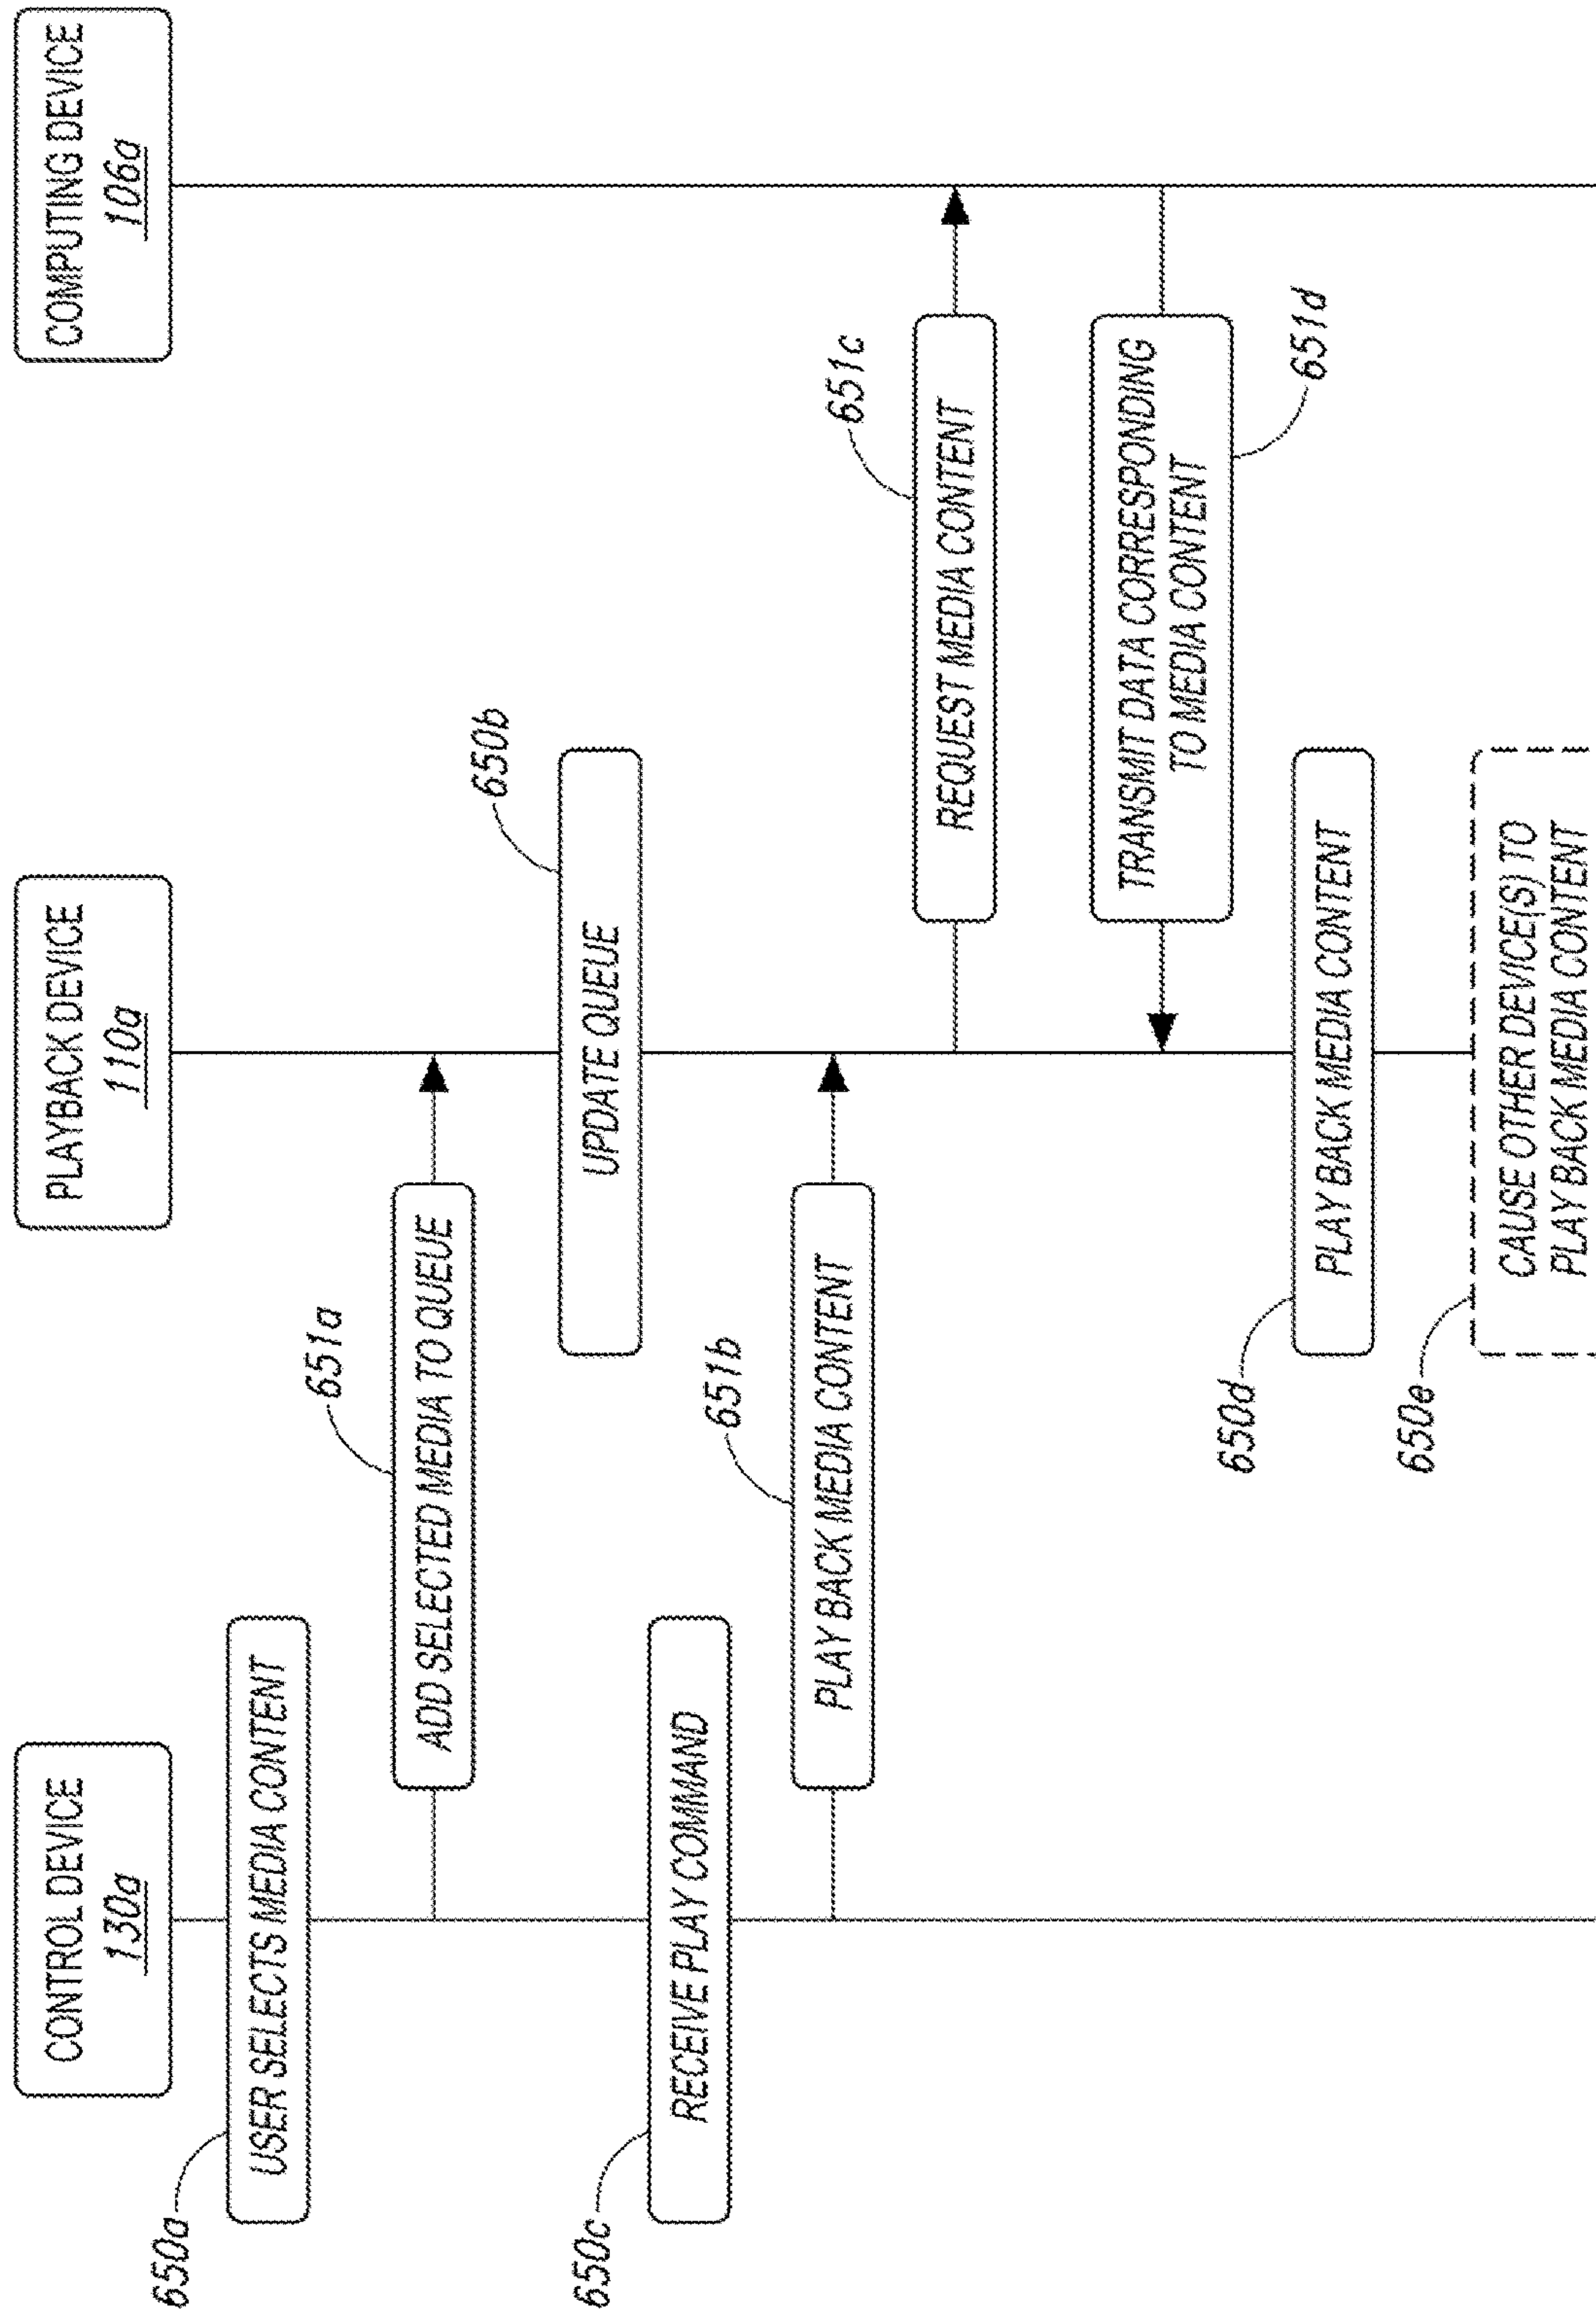 CONTROL DEVICE
130a
PLAYBACK DEVICE
110a
COMPUTING DEVICE
106a
650a
USER SELECTS MEDIA CONTENT
651a
ADD SELECTED MEDIA TO QUEUE
650b
UPDATE QUEUE
650c
RECEIVE PLAY COMMAND
651b
PLAY BACK MEDIA CONTENT
651c
REQUEST MEDIA CONTENT
651d
TRANSMIT DATA CORRESPONDING
TO MEDIA CONTENT
650d
PLAY BACK MEDIA CONTENT
650e
CAUSE OTHER DEVICE(S) TO
PLAY BACK MEDIA CONTENT